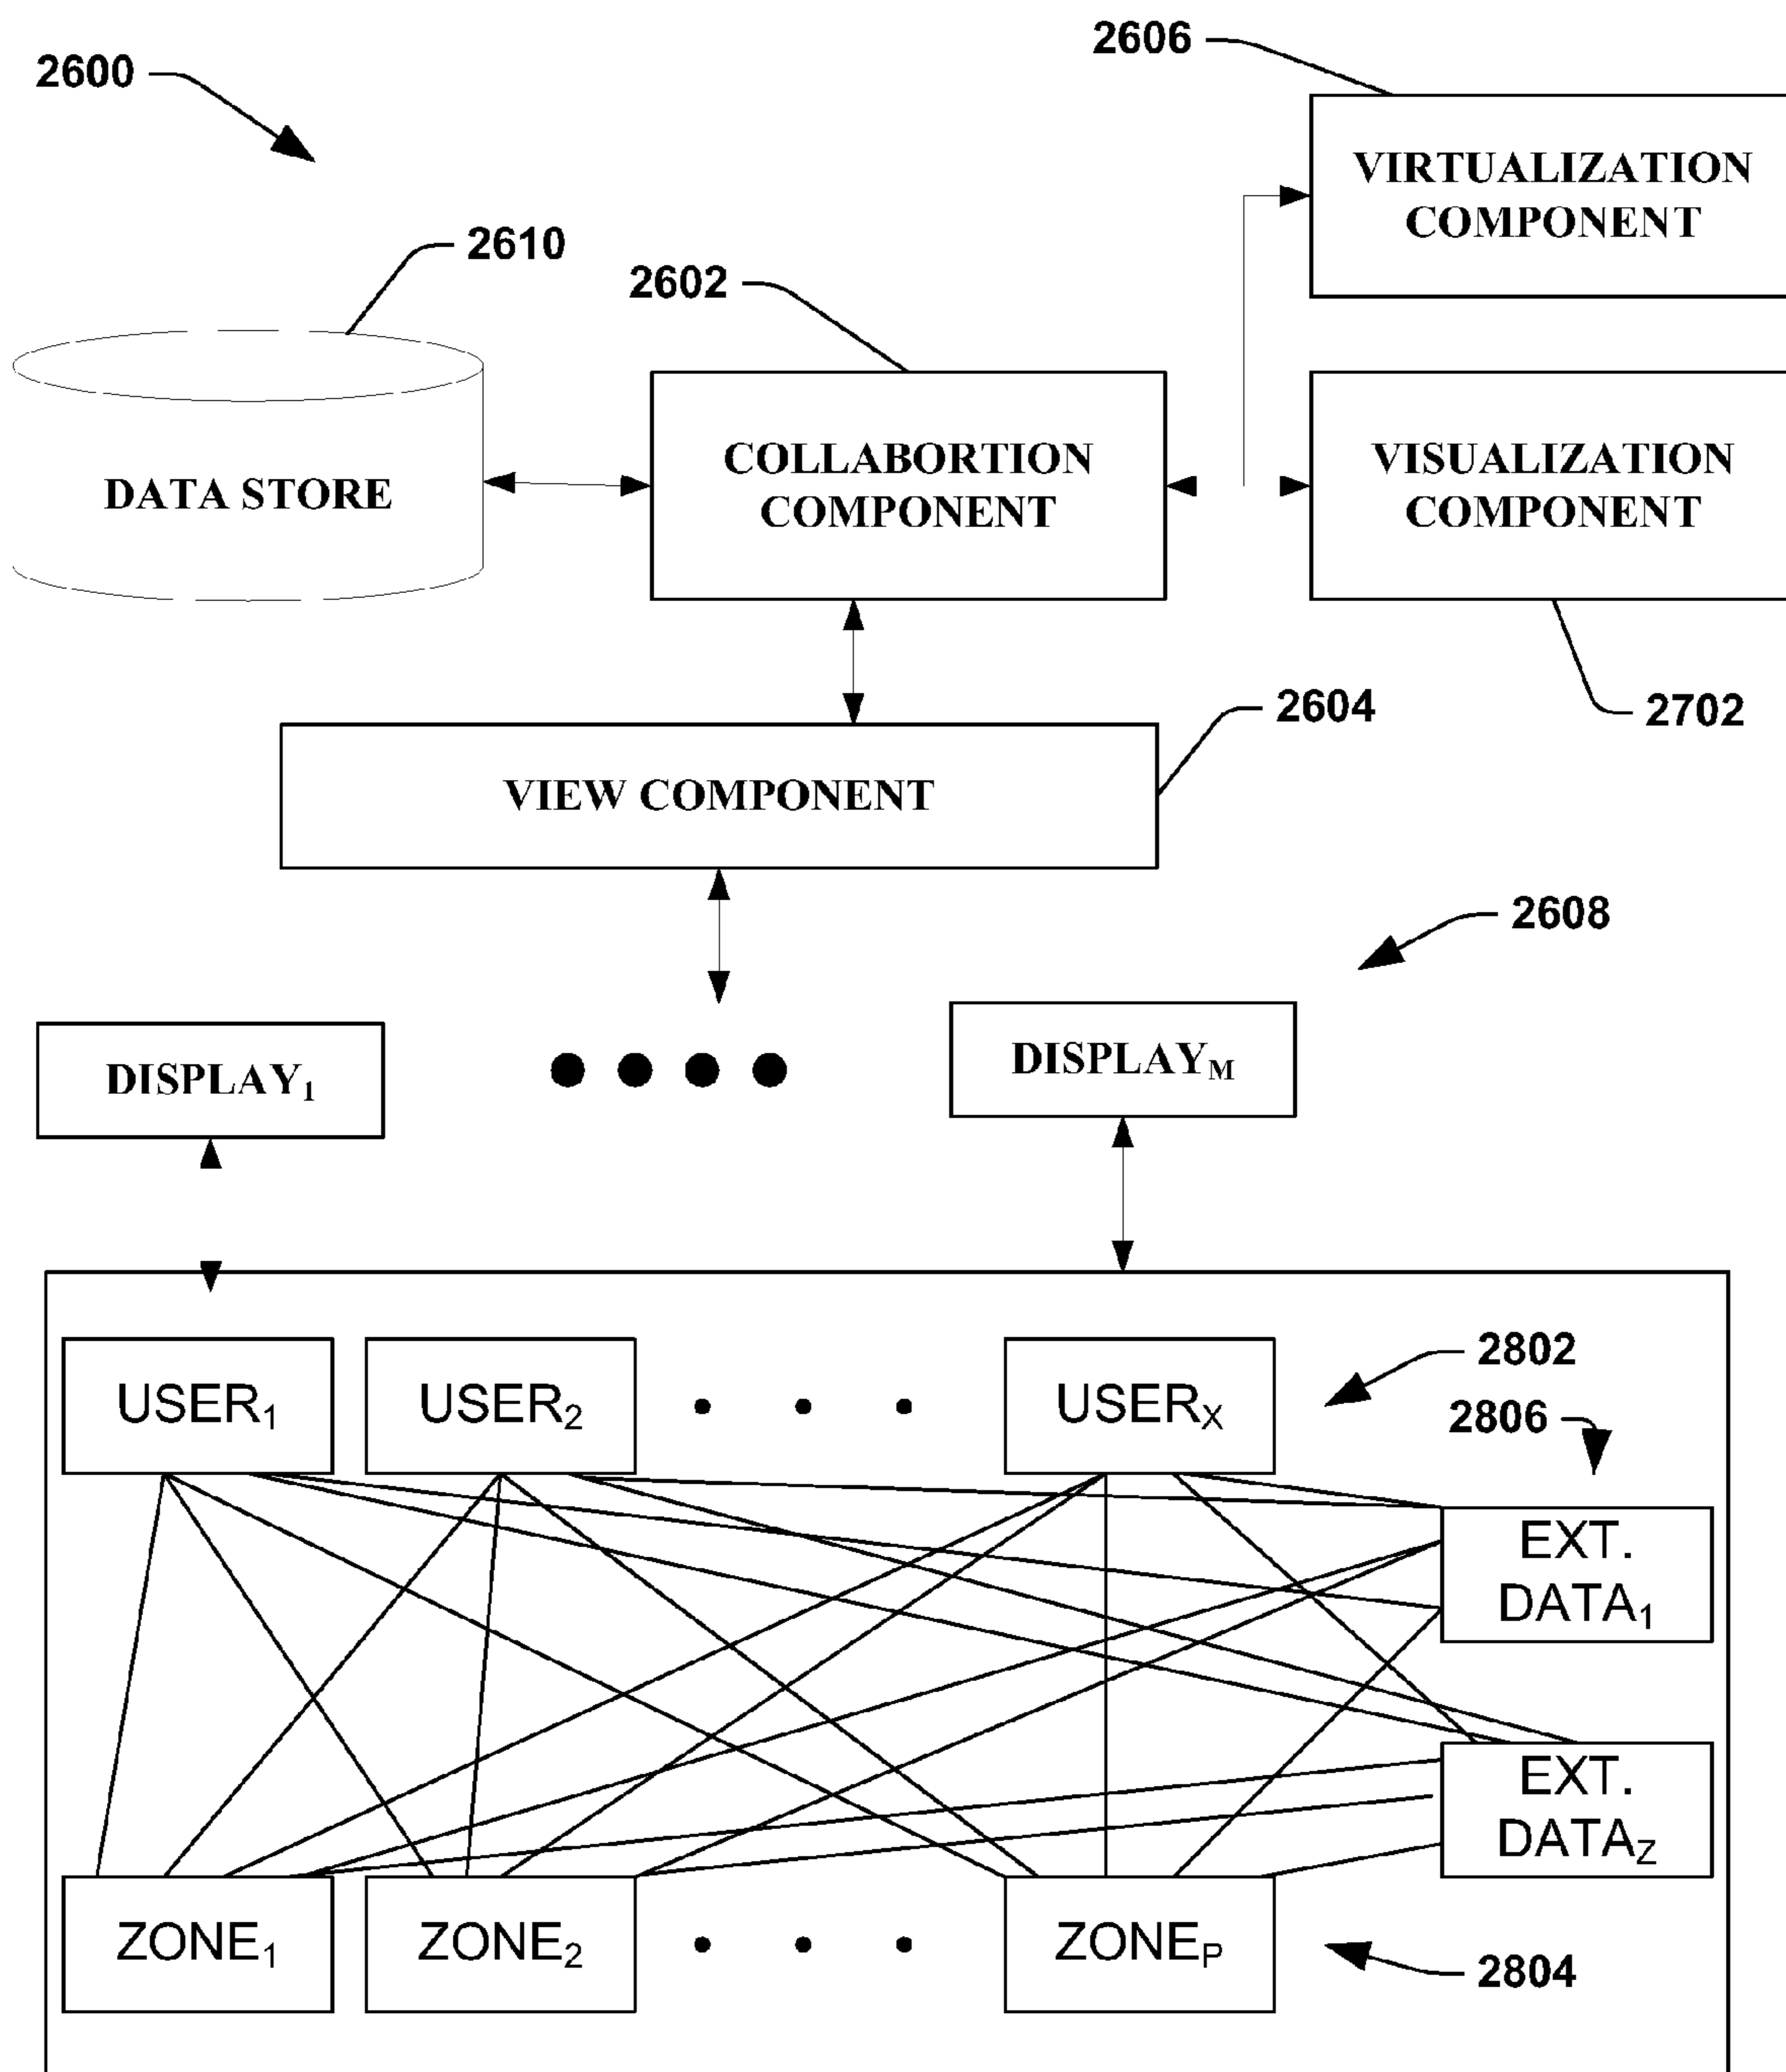 2606
2600
VIRTUALIZATION
COMPONENT
2610
2602
DATA STORE
COLLABORTION
COMPONENT
VISUALIZATION
COMPONENT
2604
2702
VIEW COMPONENT
2608
DISPLAY1
DISPLAYM
2802
USER1
USER2
USERX
2806
EXT.
DATA1
EXT.
DATAZ
ZONE1
ZONE2
ZONEP
2804